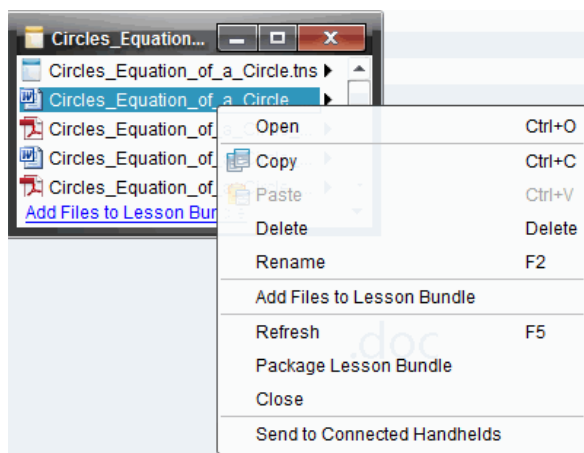 Circles_Equation...
Circles_Equation_of_a_Circle.tns
Circles_Equation_of_a_Circle
Circles_Equation_of_
Circles_Equation_of_
Circles_Equation_of_
Add Files to Lesson Bun
Open Ctrl+O
Copy Ctrl+C
Paste Ctrl+V
Delete Delete
Rename F2
Add Files to Lesson Bundle
Refresh F5
.doc
Package Lesson Bundle
Close
Send to Connected Handhelds